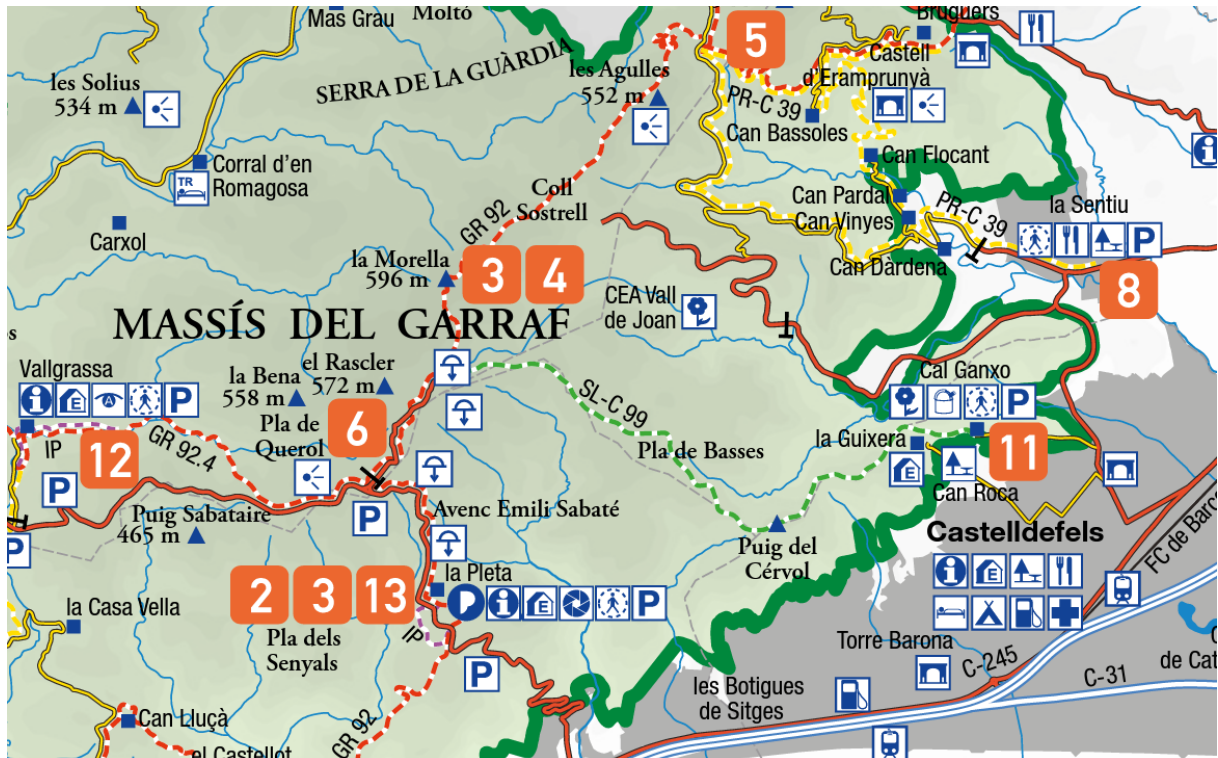 Mas Grau
Moltó
Bruguers
les Solius
534 m
SERRA DE LA GUÀRDIA
les Agulles
552 m
5
Castell
d'Eramprunyà
PR-C 39
Can Bassoles
Corral d'en
Romagosa
TR
Can Flocant
Coll
Sostrell
Can Pardal
Can Vinyes
PR-C 39
la Sentiu
P
Carxol
GR 92
la Morella
596 m
3
4
Can Dàrdena
8
CEA Vall
de Joan
MASSÍS DEL GARRAF
Vallgrassa
E
A
P
la Bena
558 m
el Rascler
572 m
Cal Ganxo
P
SL-C 99
Pla de
Querol
6
IP
12
GR 92.4
Pla de Basses
la Guixera
E
11
Can Roca
P
P
P
Puig Sabataire
465 m
Avenc Emili Sabaté
Castelldefels
E
Puig del
Cérvol
FC de Barce
la Pleta
E
P
2
3
13
la Casa Vella
Pla dels
Senyals
IP
P
Torre Barona
C-245
C-31
de Cat
les Botigues
de Sitges
Can Lluçà
GR 92
el Castellot